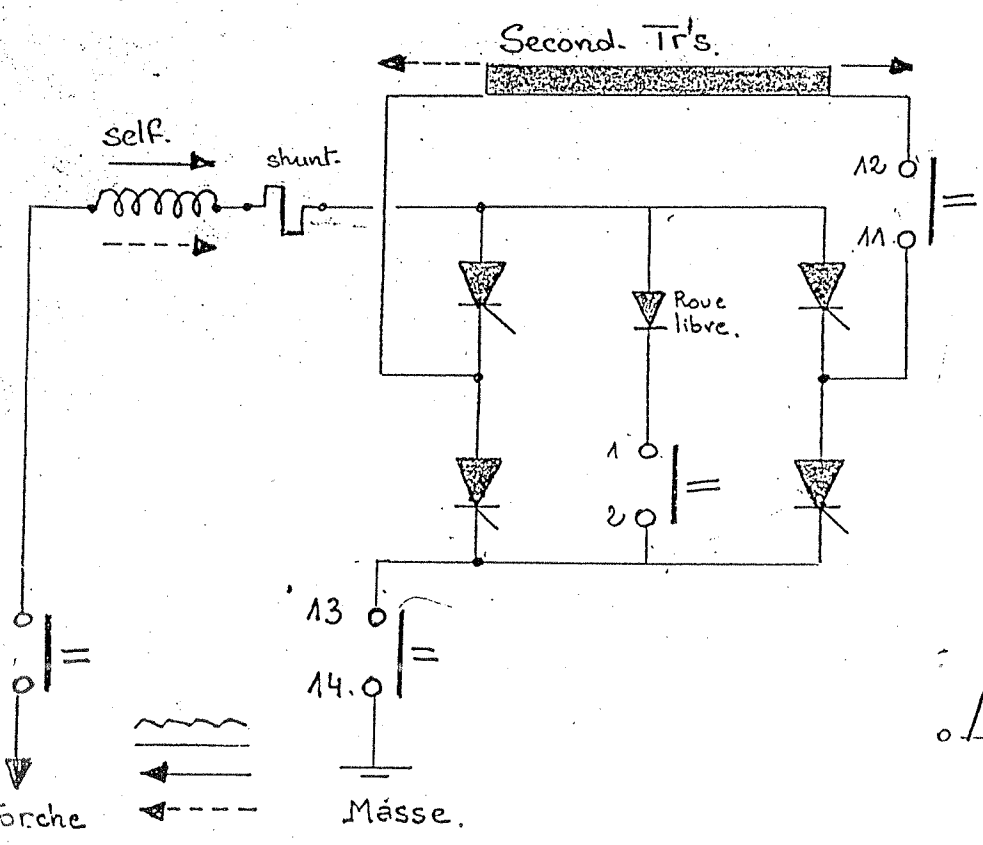 Second. Tr's.
self.
shunt.
12
11
Roue
libre.
1
2
13
14.
orche
Masse.